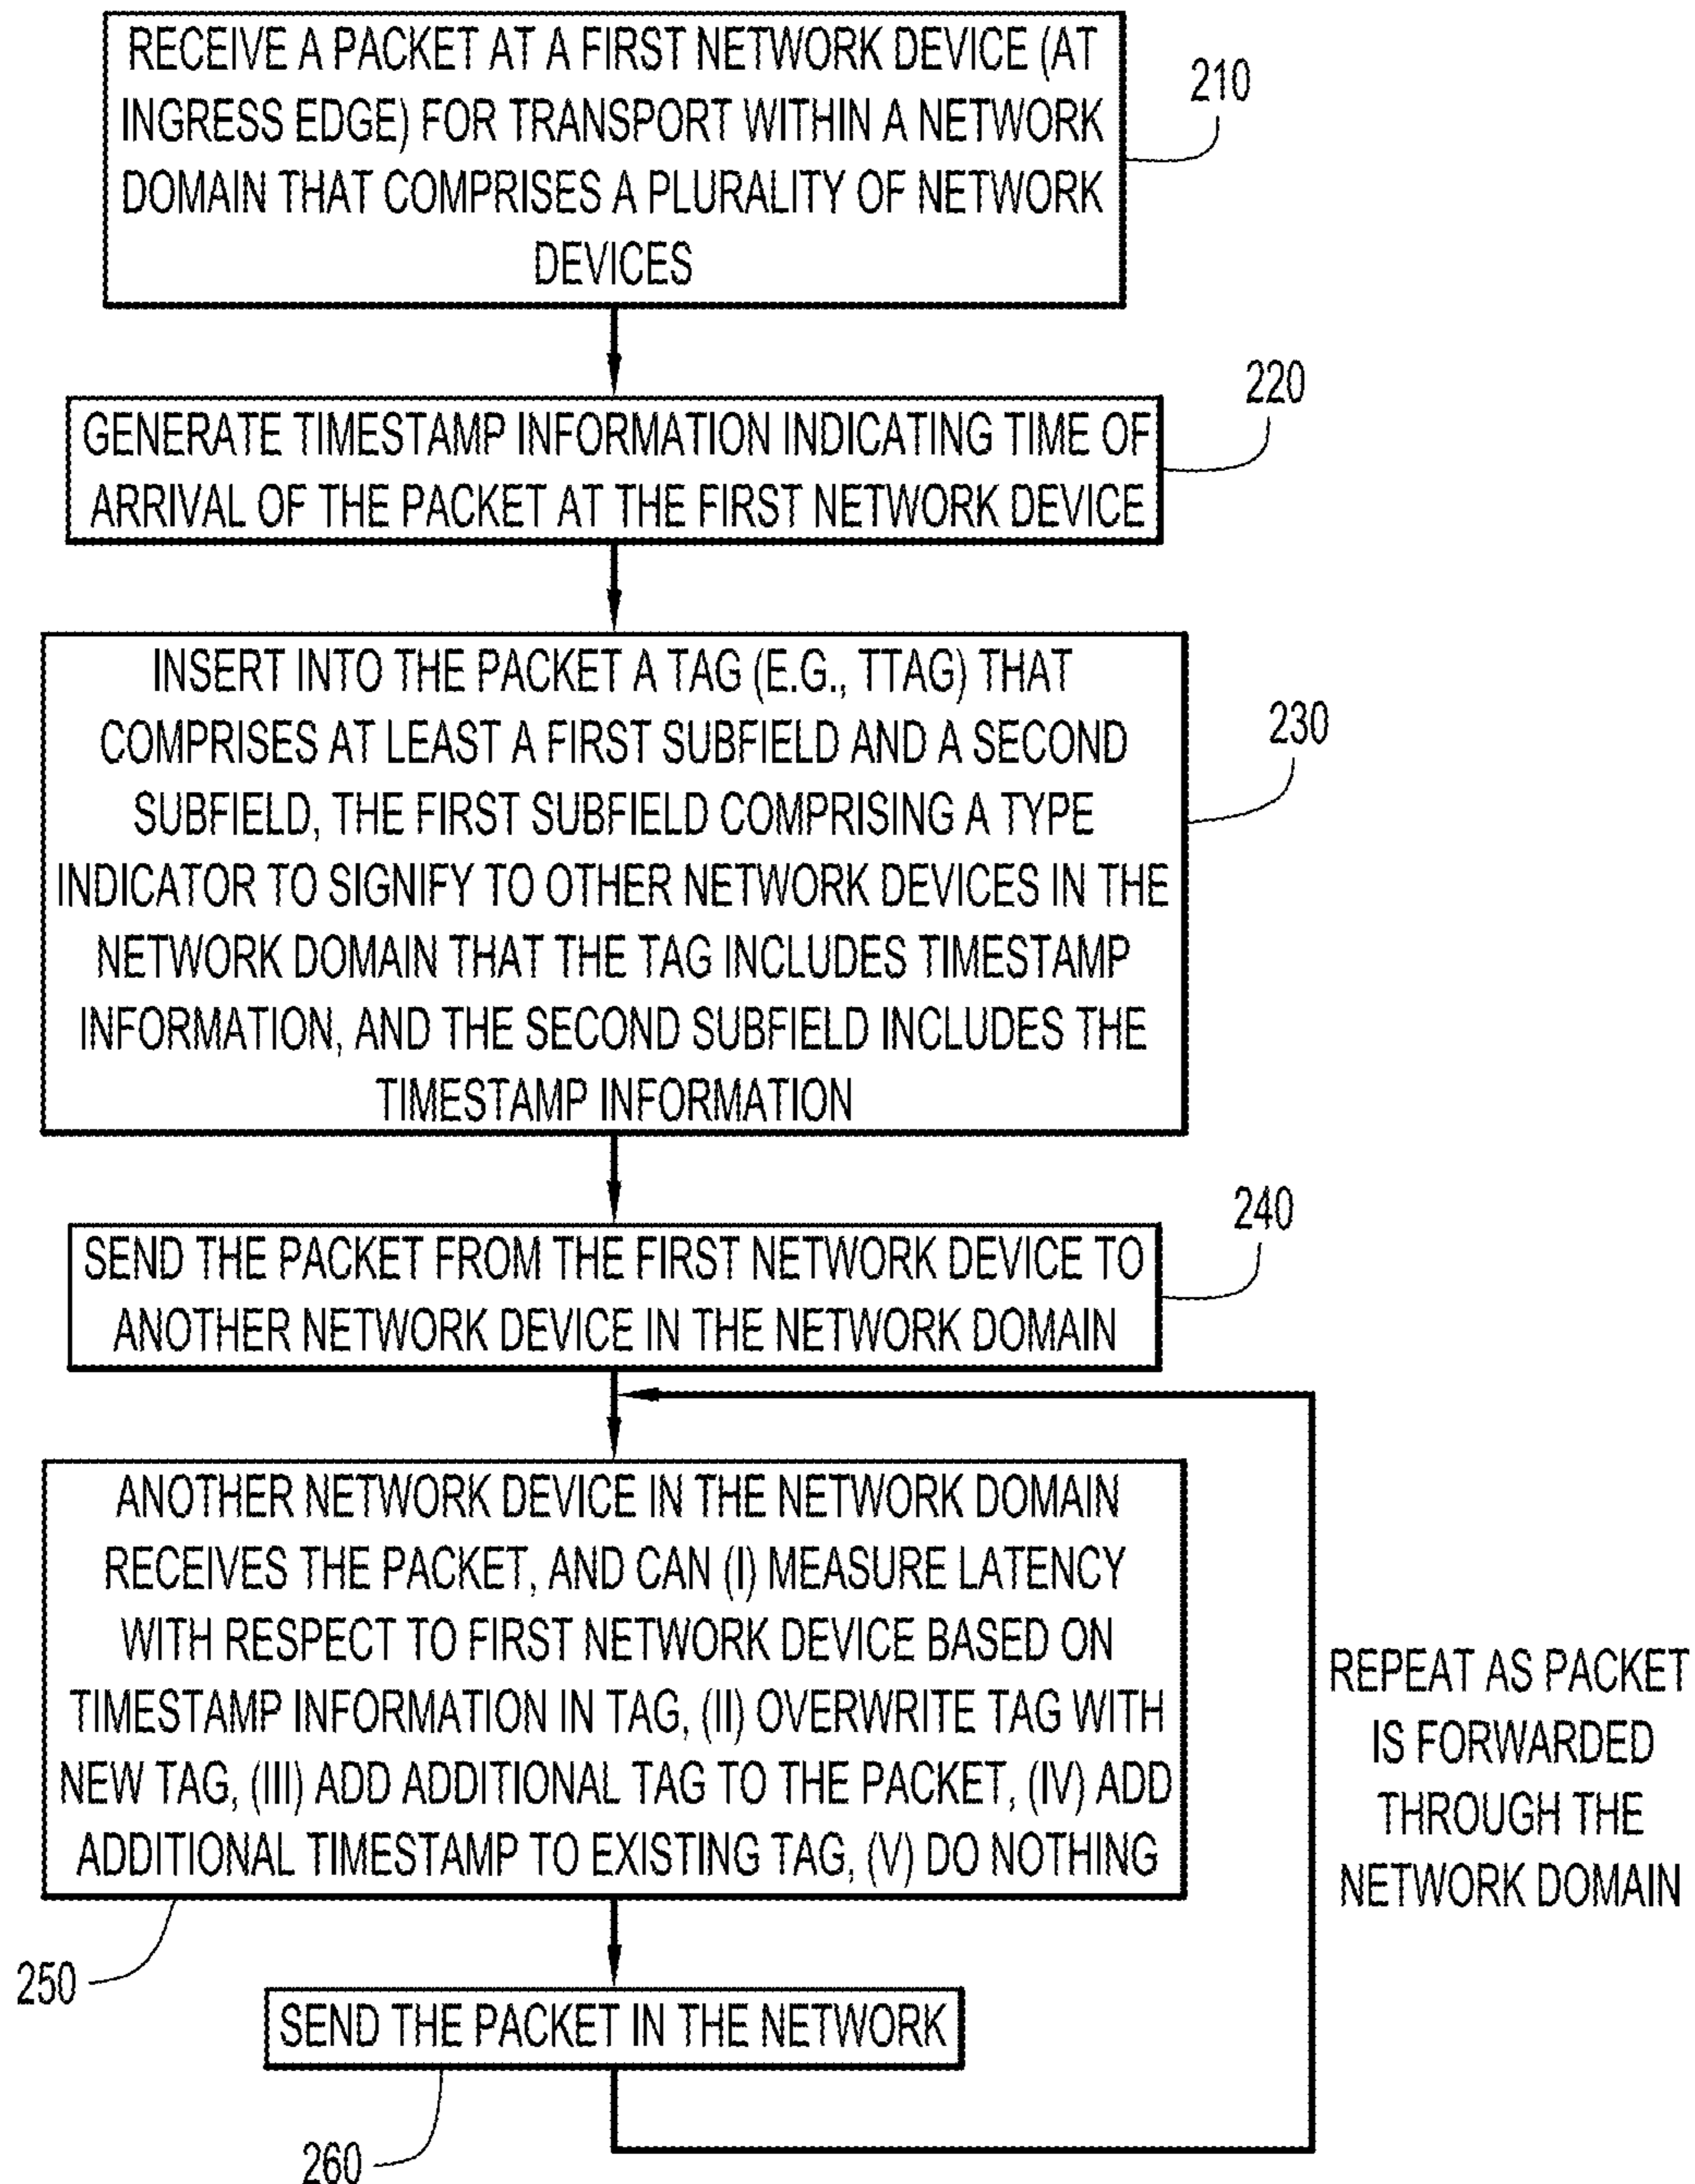 RECEIVE A PACKET AT A FIRST NETWORK DEVICE (AT
INGRESS EDGE) FOR TRANSPORT WITHIN A NETWORK
DOMAIN THAT COMPRISES A PLURALITY OF NETWORK
DEVICES
210
GENERATE TIMESTAMP INFORMATION INDICATING TIME OF
ARRIVAL OF THE PACKET AT THE FIRST NETWORK DEVICE
220
INSERT INTO THE PACKET A TAG (E.G., TTAG) THAT
COMPRISES AT LEAST A FIRST SUBFIELD AND A SECOND
SUBFIELD, THE FIRST SUBFIELD COMPRISING A TYPE
INDICATOR TO SIGNIFY TO OTHER NETWORK DEVICES IN THE
NETWORK DOMAIN THAT THE TAG INCLUDES TIMESTAMP
INFORMATION, AND THE SECOND SUBFIELD INCLUDES THE
TIMESTAMP INFORMATION
230
SEND THE PACKET FROM THE FIRST NETWORK DEVICE TO
ANOTHER NETWORK DEVICE IN THE NETWORK DOMAIN
240
ANOTHER NETWORK DEVICE IN THE NETWORK DOMAIN
RECEIVES THE PACKET, AND CAN (I) MEASURE LATENCY
WITH RESPECT TO FIRST NETWORK DEVICE BASED ON
TIMESTAMP INFORMATION IN TAG, (II) OVERWRITE TAG WITH
NEW TAG, (III) ADD ADDITIONAL TAG TO THE PACKET, (IV) ADD
ADDITIONAL TIMESTAMP TO EXISTING TAG, (V) DO NOTHING
250
REPEAT AS PACKET
IS FORWARDED
THROUGH THE
NETWORK DOMAIN
SEND THE PACKET IN THE NETWORK
260